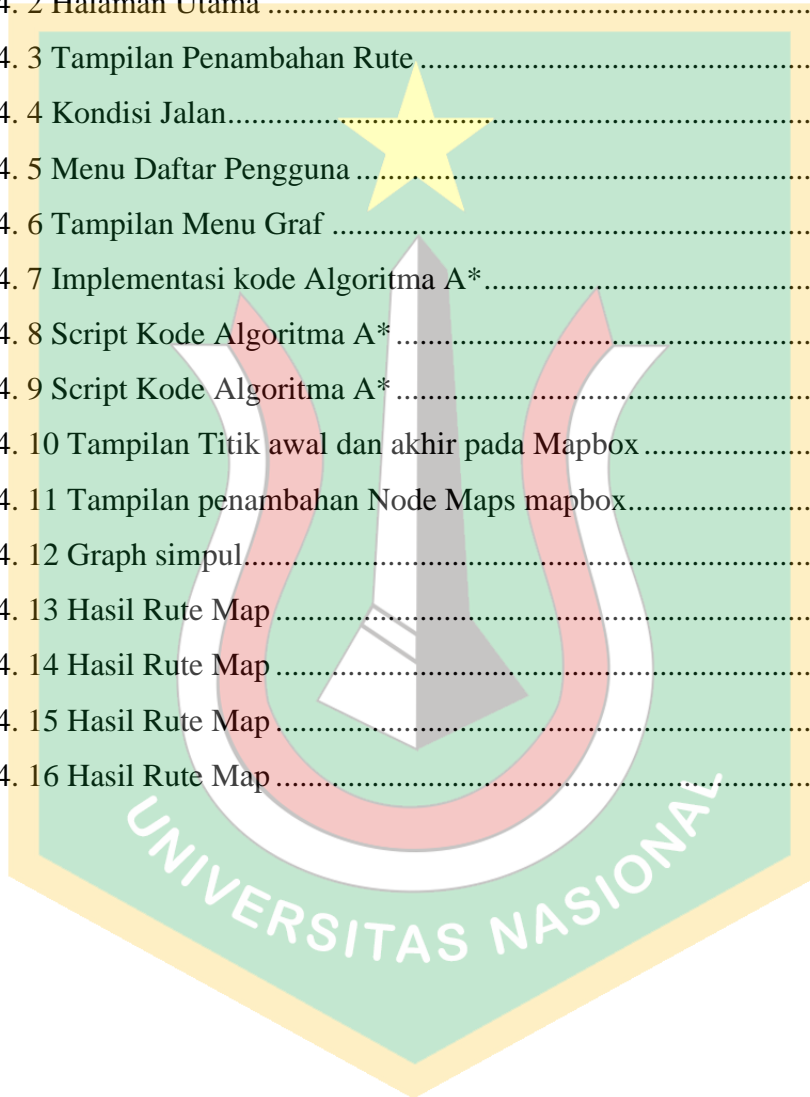 4. 2 Halaman Utama ....................................................................
4. 3 Tampilan Penambahan Rute ................................................
4. 4 Kondisi Jalan.........................................................................
4. 5 Menu Daftar Pengguna ........................................................
4. 6 Tampilan Menu Graf ...........................................................
4. 7 Implementasi kode Algoritma A*.........................................
4. 8 Script Kode Algoritma A* ....................................................
4. 9 Script Kode Algoritma A* ....................................................
4. 10 Tampilan Titik awal dan akhir pada Mapbox .....................
4. 11 Tampilan penambahan Node Maps mapbox.......................
4. 12 Graph simpul.......................................................................
4. 13 Hasil Rute Map ...................................................................
4. 14 Hasil Rute Map ...................................................................
4. 15 Hasil Rute Map ...................................................................
4. 16 Hasil Rute Map ...................................................................
UNIVERSITAS NASIONAL